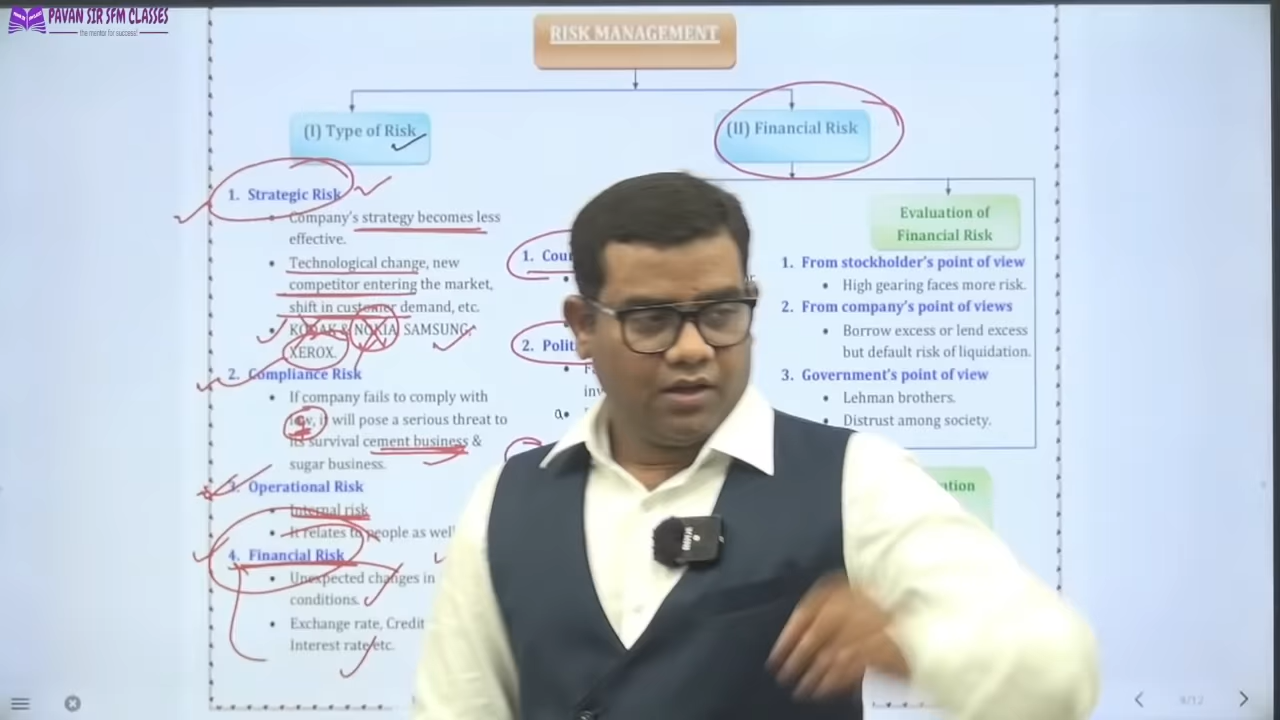 PAVAN SIR SFM CLASSES
the mentor for success!
RISK MANAGEMENT
(I) Type of Risk
(II) Financial Risk
1. Strategic Risk
• Company's strategy becomes less
effective.
• Technological change, new
competitor entering the market,
shift in customer demand, etc.
KODAK & NOKIA SAMSUNG,
XEROX.
2. Compliance Risk
• If company fails to comply with
law, it will pose a serious threat to
its survival cement business &
sugar business.
3. Operational Risk
• Internal risk
• It relates to people as well
4. Financial Risk
• Unexpected changes in
conditions.
• Exchange rate, Credit
Interest rate etc.
1. Cou
2. Polit
a.
Evaluation of
Financial Risk
1. From stockholder's point of view
• High gearing faces more risk.
2. From company's point of views
• Borrow excess or lend excess
but default risk of liquidation.
3. Government's point of view
• Lehman brothers.
• Distrust among society.
ation